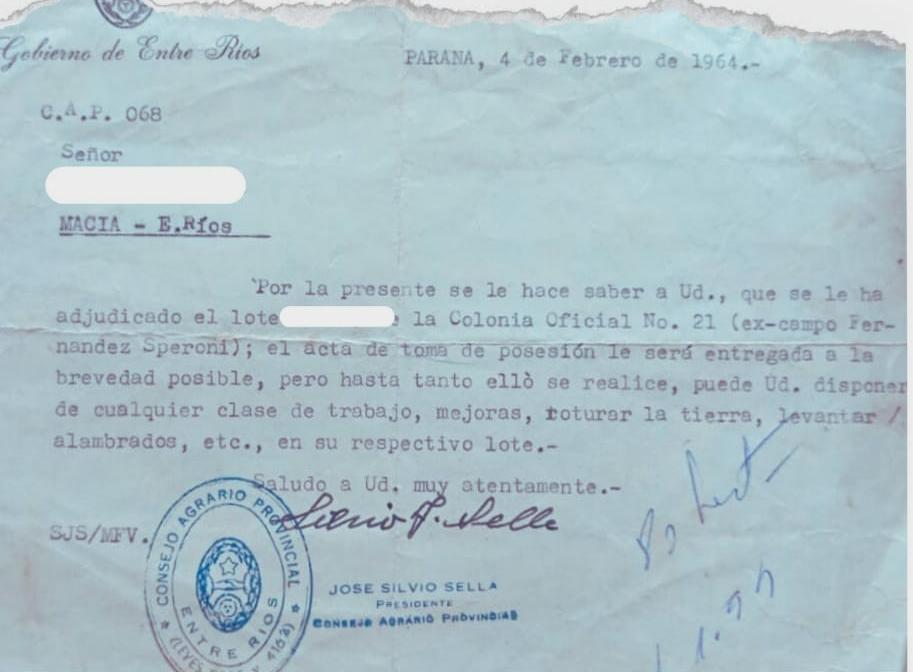 Gobierno de Entre Ríos
PARANA, 4 de Febrero de 1964.-
C.A.P. 068
Señor
MACIA - E.Ríos
Por la presente se le hace saber a Ud., que se le ha
adjudicado el lote la Colonia Oficial No. 21 (ex-campo Fer-
nandez Speroni); el acta de toma de posesión le será entregada a la
brevedad posible, pero hasta tanto ellò se realice, puede Ud. disponer
de cualquier clase de trabajo, mejoras, roturar la tierra, levantar /
alambrados, etc., en su respectivo lote.-
Saludo a Ud. muy atentamente.-
SJS/MFV.
CONSEJO AGRARIO PROVINCIAL
ENTRE RIOS
JOSE SILVIO SELLA
PRESIDENTE
CONSEJO AGRARIO PROVINCIAS